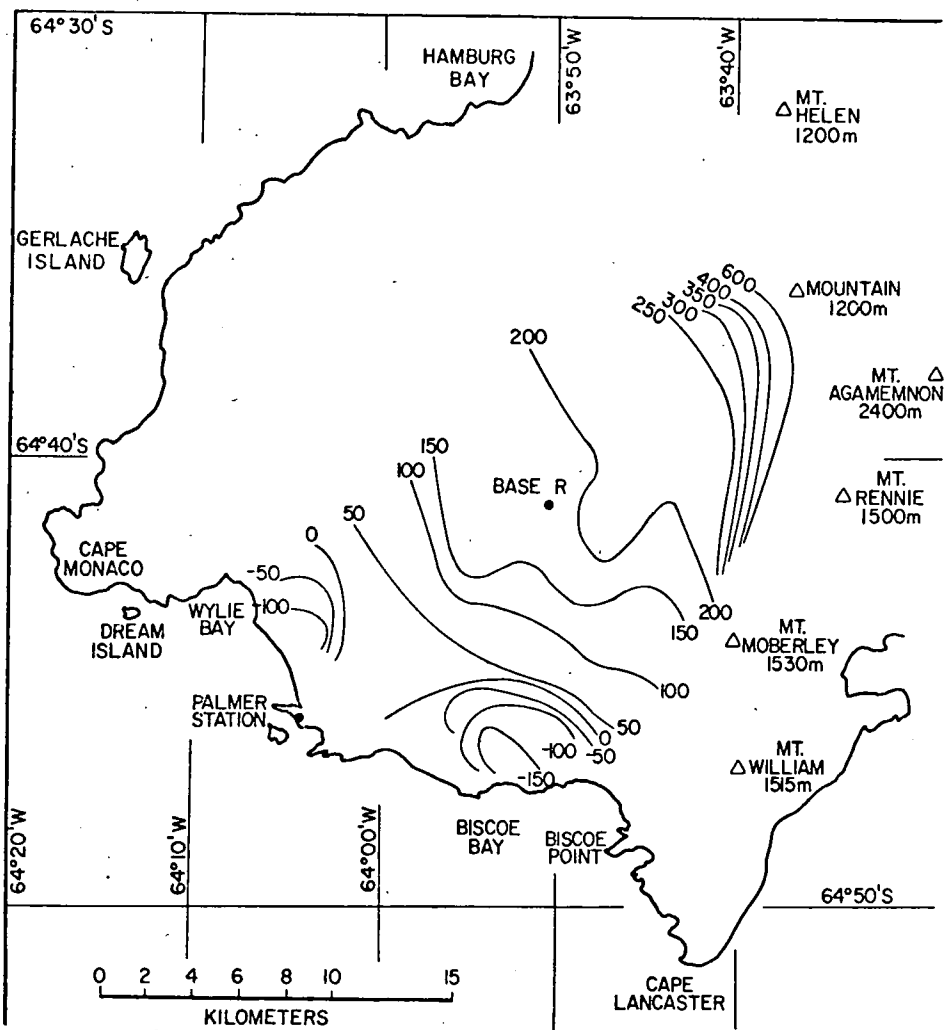 64°30'S
HAMBURG
BAY
63°50'W
63°40'W
MT.
HELEN
1200m
GERLACHE
ISLAND
MOUNTAIN
1200m
600
400
350
300
250
200
MT.
AGAMEMNON
2400m
64°40'S
150
100
BASE R
MT.
RENNIE
1500m
50
0
CAPE
MONACO
-50
-100
WYLIE
BAY
DREAM
ISLAND
200
150
MT.
MOBERLEY
1530m
100
PALMER
STATION
50
0
-50
-100
-150
MT.
WILLIAM
1515m
BISCOE
BAY
BISCOE
POINT
64°20'W
64°10'W
64°00'W
64°50'S
0 2 4 6 8 10 15
KILOMETERS
CAPE
LANCASTER